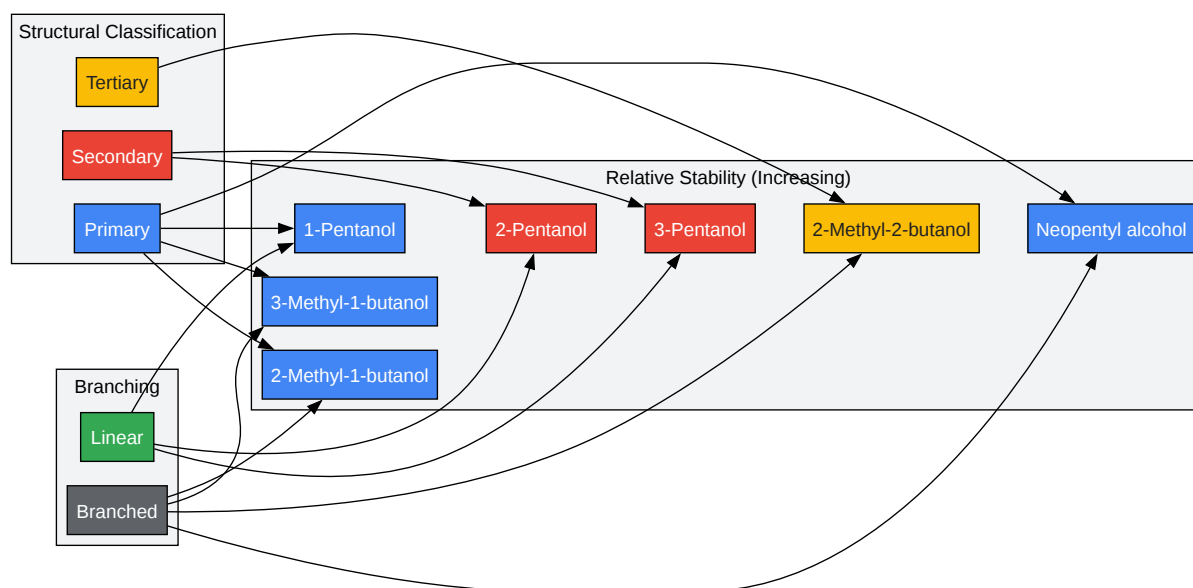 Structural Classification
Tertiary
Secondary
Primary
Relative Stability (Increasing)
1-Pentanol
2-Pentanol
3-Pentanol
2-Methyl-2-butanol
Neopentyl alcohol
3-Methyl-1-butanol
2-Methyl-1-butanol
Branching
Linear
Branched